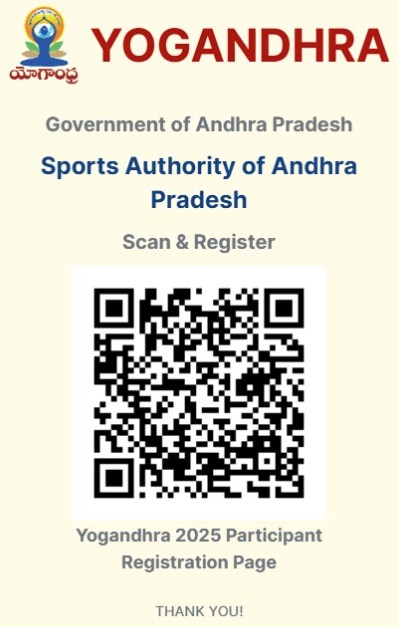 యోగాంధ్ర
YOGANDHRA
Government of Andhra Pradesh
Sports Authority of Andhra
Pradesh
Scan & Register
Yogandhra 2025 Participant
Registration Page
THANK YOU!